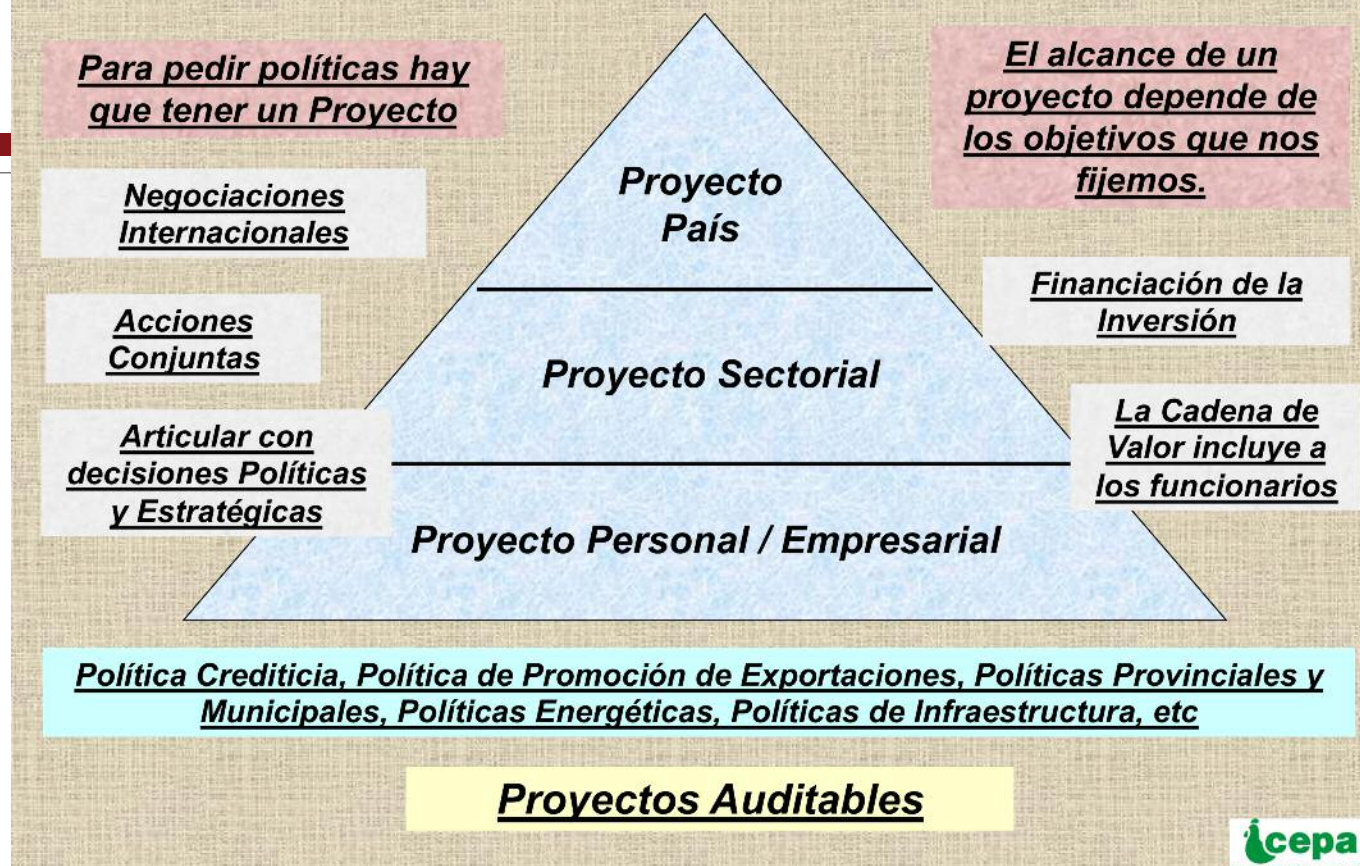 Para pedir políticas hay
que tener un Proyecto
El alcance de un
proyecto depende de
los objetivos que nos
fijemos.
Negociaciones
Internacionales
Proyecto
País
Acciones
Conjuntas
Financiación de la
Inversión
Proyecto Sectorial
Articular con
decisiones Políticas
y Estratégicas
La Cadena de
Valor incluye a
los funcionarios
Proyecto Personal / Empresarial
Política Crediticia, Política de Promoción de Exportaciones, Políticas Provinciales y
Municipales, Políticas Energéticas, Políticas de Infraestructura, etc
Proyectos Auditables
cepa